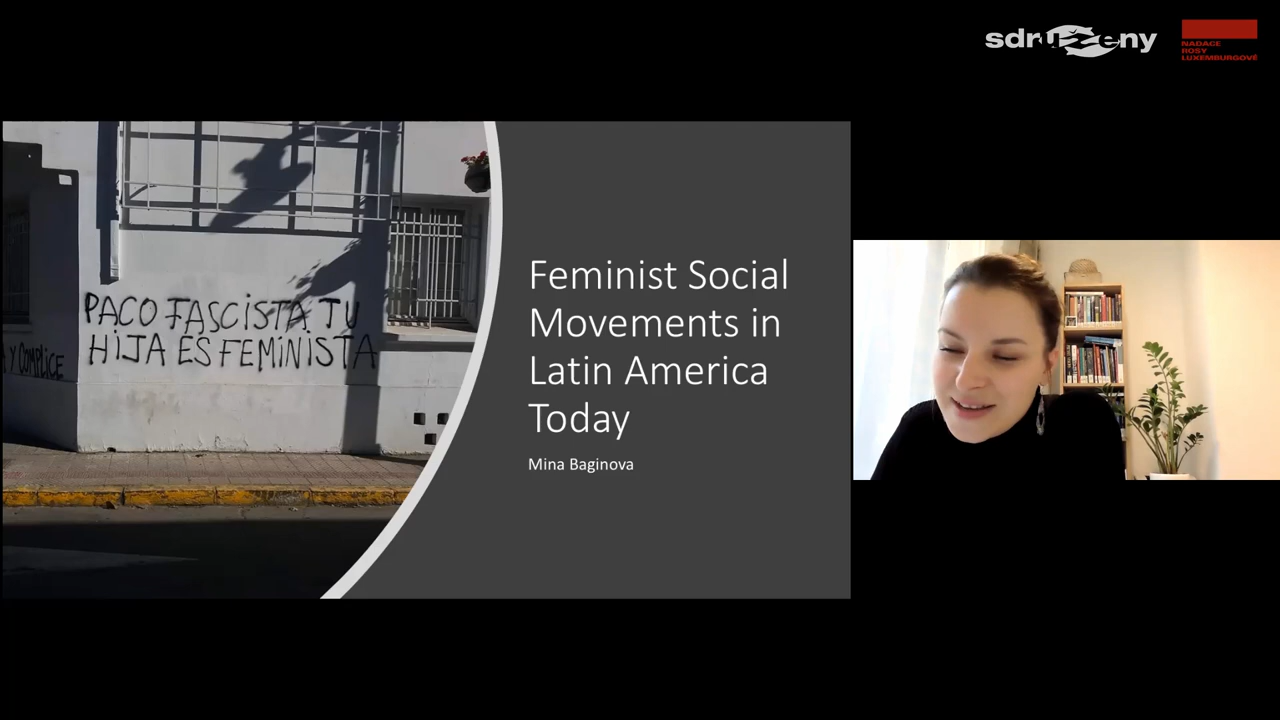 sdruženy
NADACE
ROSY
LUXEMBURGOVÉ
PACO FASCISTA TU
HIJA ES FEMINISTA
Y COMPLICE
Feminist Social
Movements in
Latin America
Today
Mina Baginova